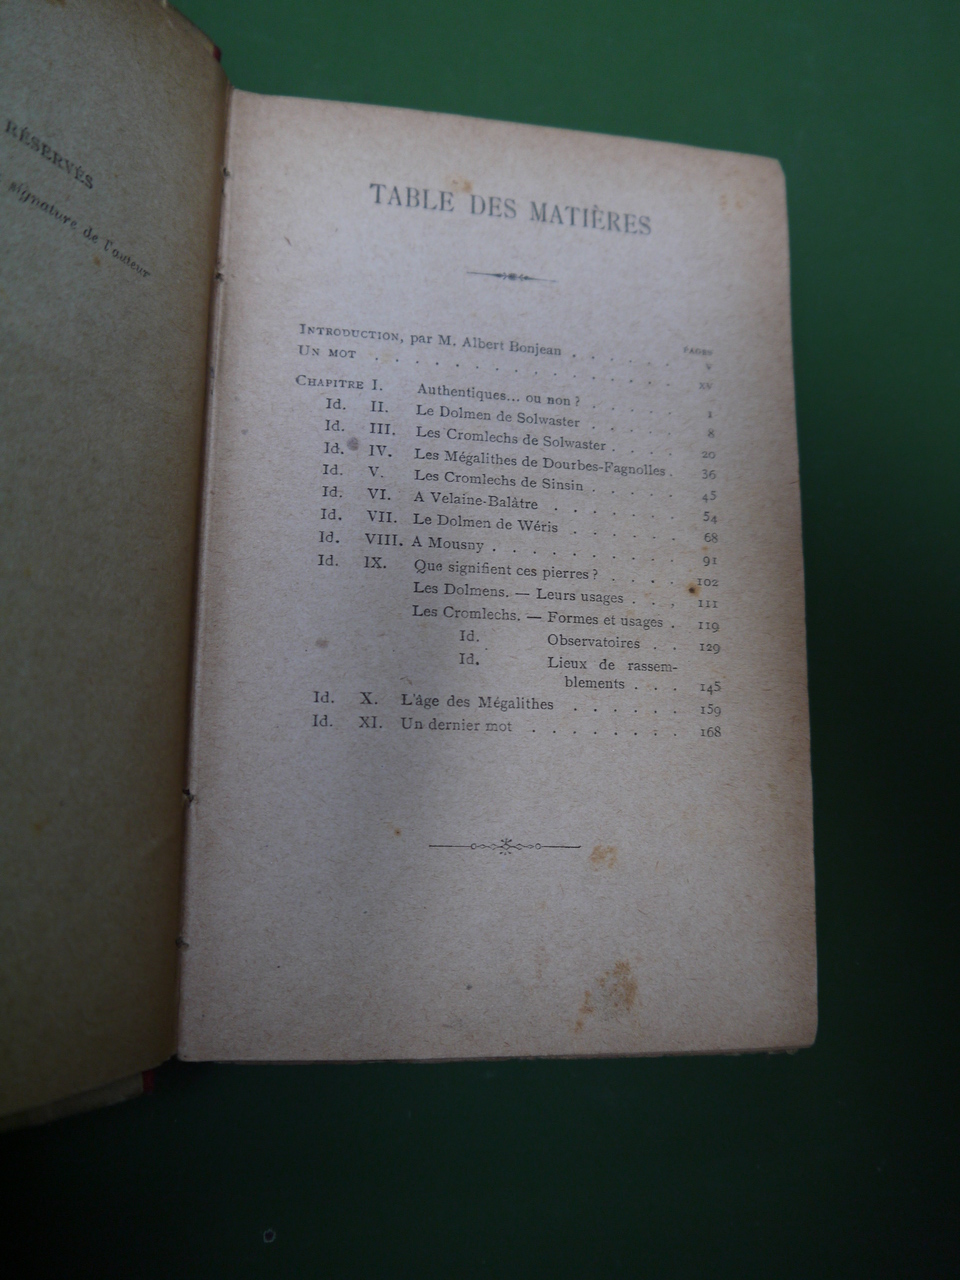 RÉSERVÉS
signature de l'auteur
TABLE DES MATIÈRES
PAGES
INTRODUCTION, par M. Albert Bonjean . . . . . . V
UN MOT . . . . . . . . . . . . . . XV
CHAPITRE I. Authentiques... ou non ? . . . . . 1
Id. II. Le Dolmen de Solwaster . . . . . 8
Id. III. Les Cromlechs de Solwaster . . . . 20
Id. IV. Les Mégalithes de Dourbes-Fagnolles . 36
Id. V. Les Cromlechs de Sinsin . . . . . 45
Id. VI. A Velaine-Balâtre . . . . . . . 54
Id. VII. Le Dolmen de Wéris . . . . . . 68
Id. VIII. A Mousny . . . . . . . . . 91
Id. IX. Que signifient ces pierres ? . . . . 102
Les Dolmens. — Leurs usages . . . 111
Les Cromlechs. — Formes et usages . 119
Id. Observatoires . . 129
Id. Lieux de rassem-
blements . . . 145
Id. X. L'âge des Mégalithes . . . . . . 159
Id. XI. Un dernier mot . . . . . . . 168